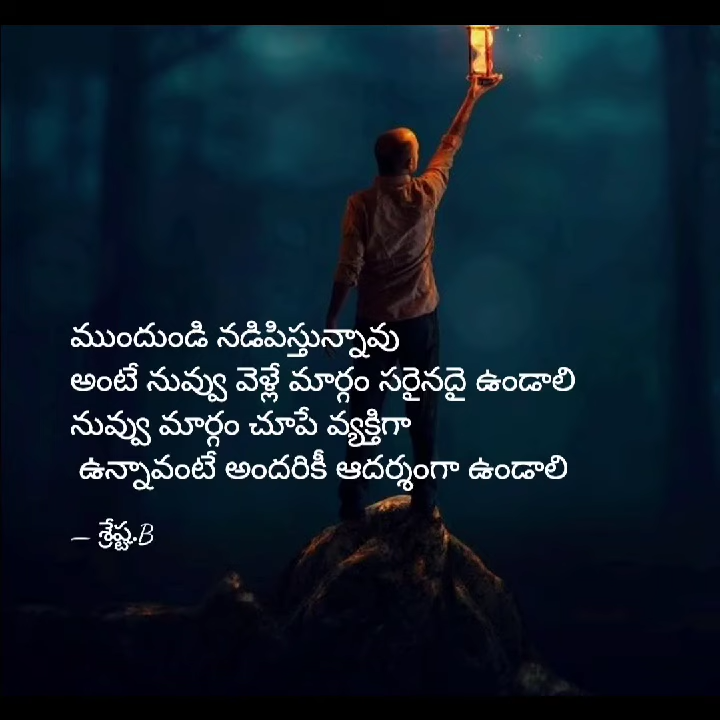 ముందుండి నడిపిస్తున్నావు
అంటే నువ్వు వెళ్లే మార్గం సరైనదై ఉండాలి
నువ్వు మార్గం చూపే వ్యక్తిగా
ఉన్నావంటే అందరికీ ఆదర్శంగా ఉండాలి
– శ్రేష్ట.B